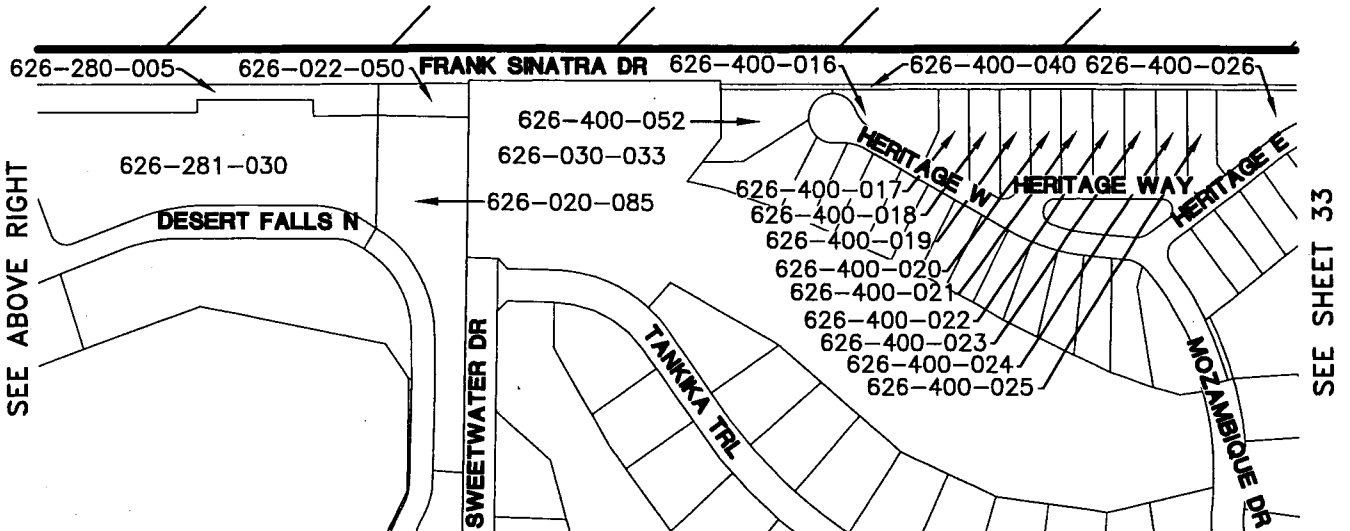 626-280-005
626-022-050
FRANK SINATRA DR
626-400-016
626-400-040
626-400-026
626-400-052
626-030-033
626-281-030
626-020-085
DESERT FALLS N
HERITAGE W
HERITAGE WAY
HERITAGE E
626-400-017
626-400-018
626-400-019
626-400-020
626-400-021
626-400-022
626-400-023
626-400-024
626-400-025
SEE ABOVE RIGHT
SEE SHEET 33
SWEETWATER DR
TANKIKA TRL
MOZAMBIQUE DR